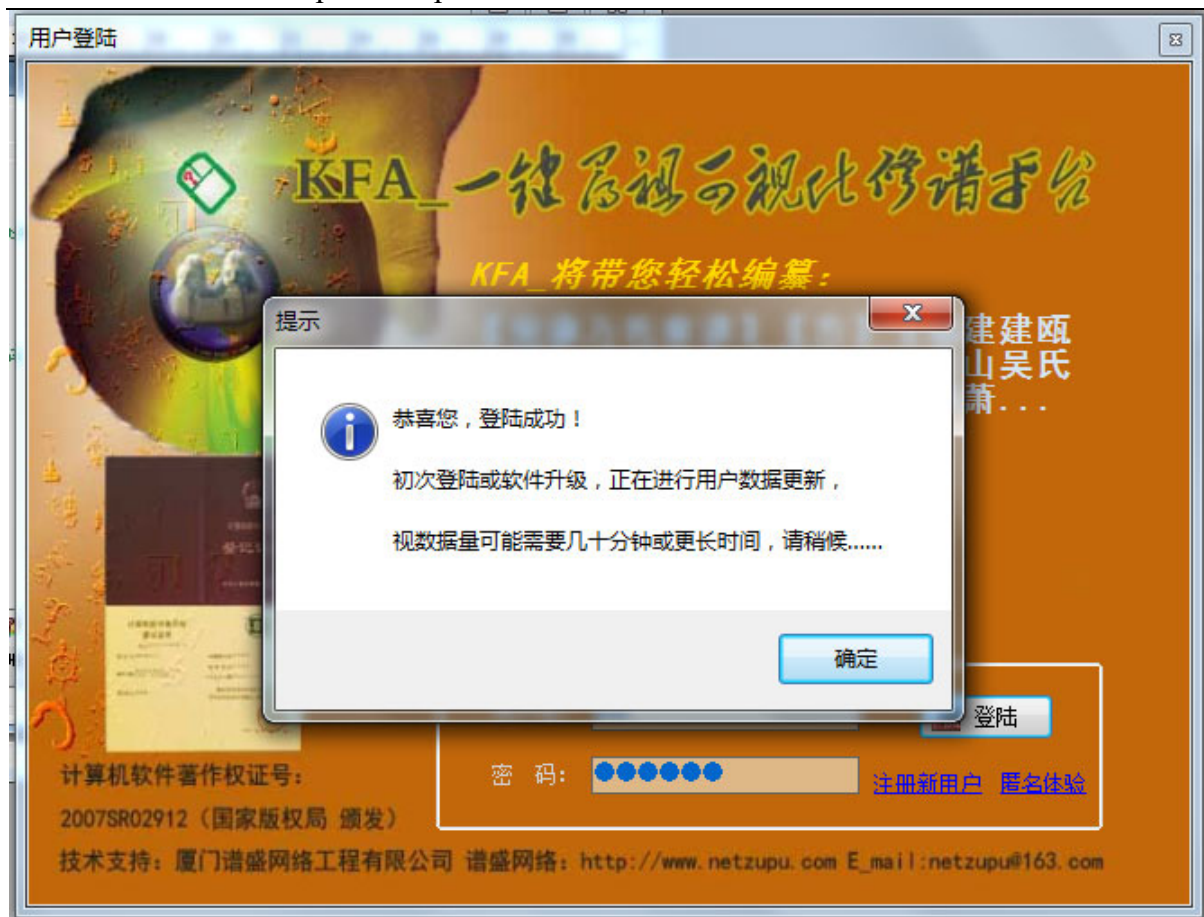 用户登陆
KFA_一键寻祖可视化修谱平台
KFA_将带您轻松编纂：
建建瓯
山吴氏
萧...
提示
恭喜您，登陆成功！
初次登陆或软件升级，正在进行用户数据更新，
视数据量可能需要几十分钟或更长时间，请稍候......
确定
登陆
密 码：
注册新用户 匿名体验
计算机软件著作权证号：
2007SR02912（国家版权局 颁发）
技术支持：厦门谱盛网络工程有限公司 谱盛网络：http://www.netzupu.com E_mail:netzupu@163.com